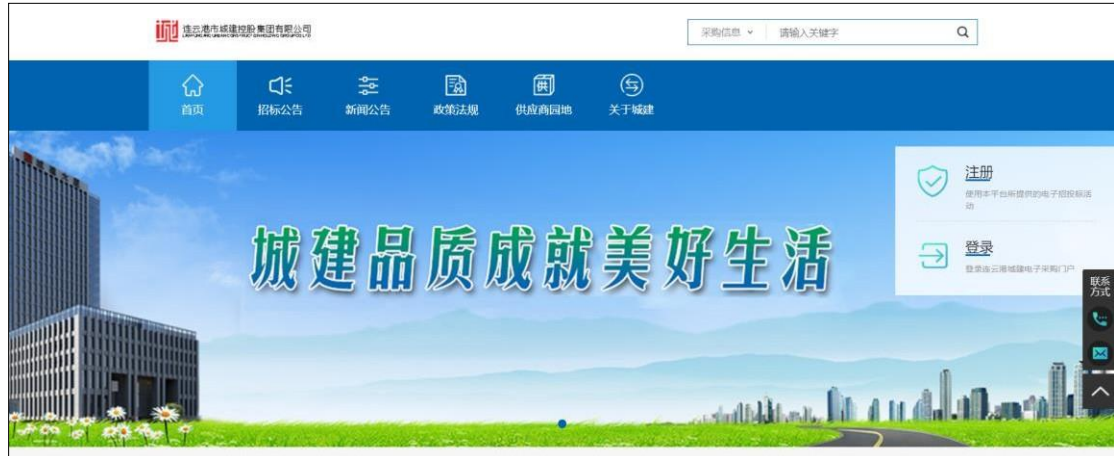 连云港市城建控股集团有限公司
采购信息
请输入关键字
首页
招标公告
新闻公告
政策法规
供应商园地
关于城建
城建品质成就美好生活
注册
使用本平台所提供的电子招投标活
动
登录
登录连云港城建电子采购门户
联系
方式